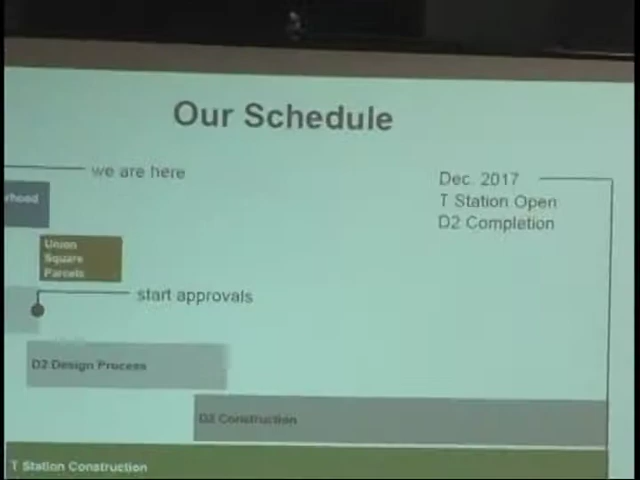 Our Schedule
we are here
Dec. 2017
T Station Open
D2 Completion
rhood
Union
Square
Parcels
start approvals
D2 Design Process
D2 Construction
T Station Construction